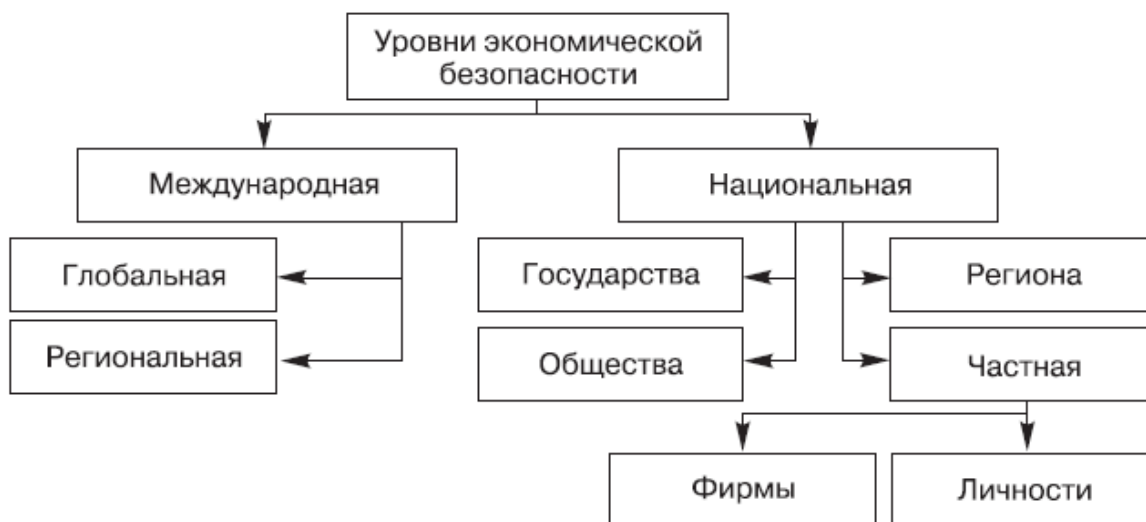 Уровни экономической
безопасности
Международная
Национальная
Глобальная
Государства
Региона
Региональная
Общества
Частная
Фирмы
Личности